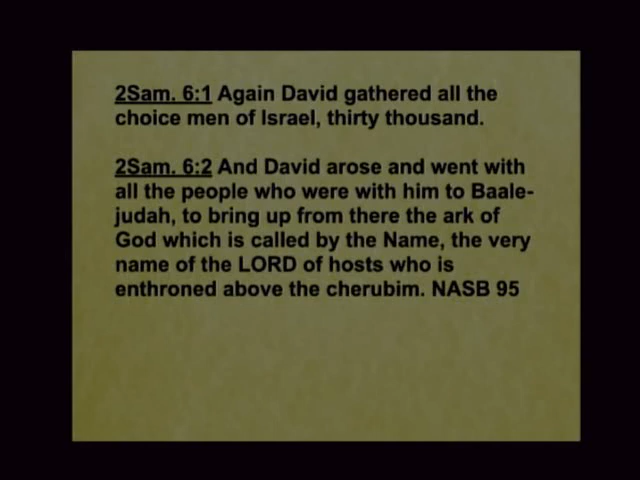 2Sam. 6:1 Again David gathered all the
choice men of Israel, thirty thousand.
2Sam. 6:2 And David arose and went with
all the people who were with him to Baale-
judah, to bring up from there the ark of
God which is called by the Name, the very
name of the LORD of hosts who is
enthroned above the cherubim. NASB 95